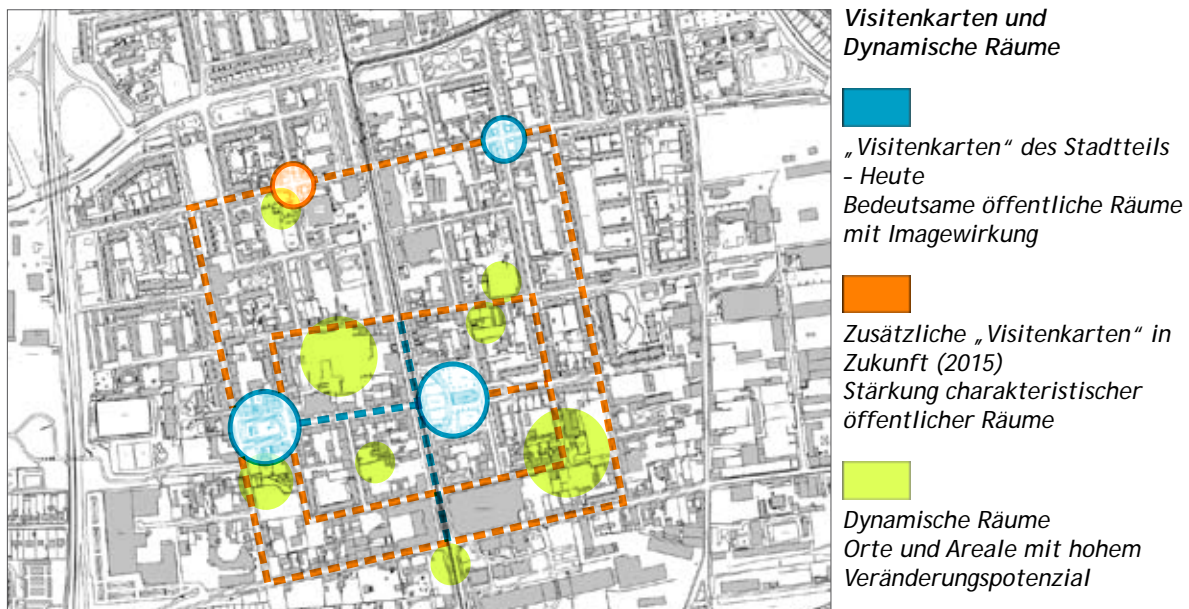 Visitenkarten und
Dynamische Räume
„Visitenkarten“ des Stadtteils
– Heute
Bedeutsame öffentliche Räume
mit Imagewirkung
Zusätzliche „Visitenkarten“ in
Zukunft (2015)
Stärkung charakteristischer
öffentlicher Räume
Dynamische Räume
Orte und Areale mit hohem
Veränderungspotenzial